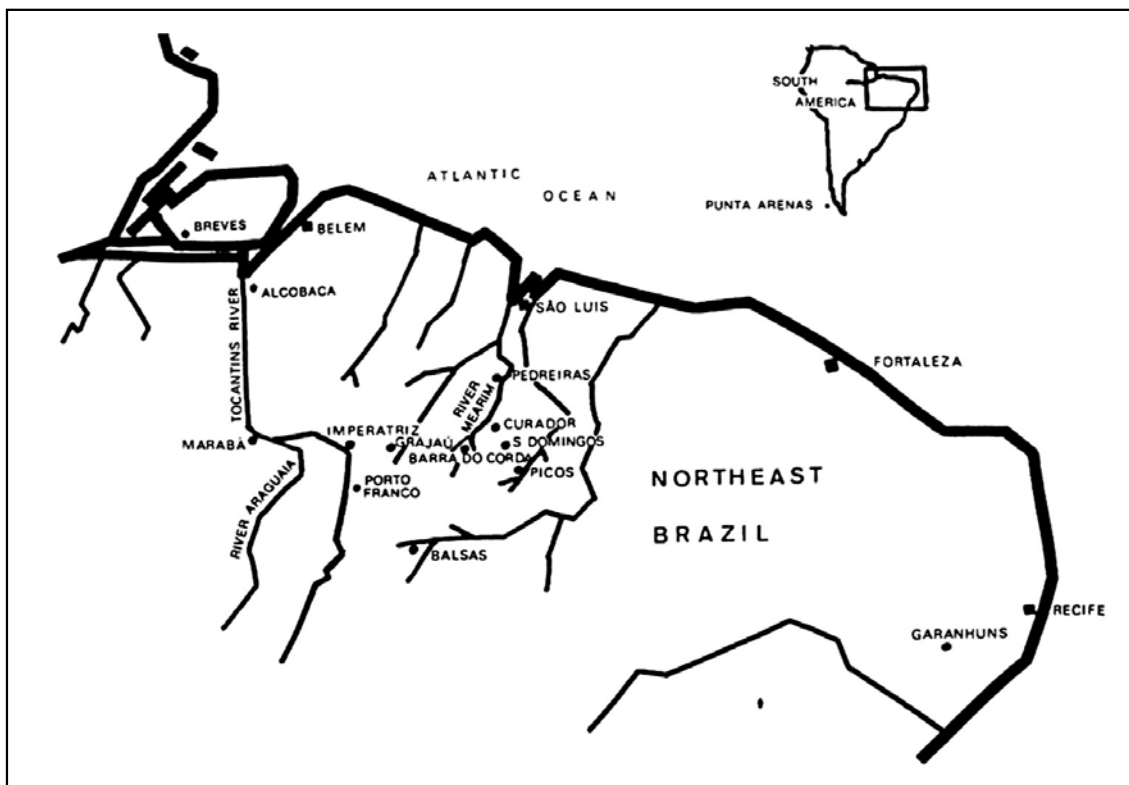 SOUTH
AMERICA
PUNTA ARENAS
ATLANTIC
OCEAN
BREVES
BELEM
ALCOBACA
SÃO LUIS
TOCANTINS RIVER
FORTALEZA
PEDREIRAS
RIVER
MEARIM
IMPERATRIZ
CURADOR
MARABÀ
GRAJAÚ
S DOMINGOS
BARRA DO CORDA
PICOS
PORTO
FRANCO
RIVER ARAGUAIA
NORTHEAST
BRAZIL
BALSAS
RECIFE
GARANHUNS